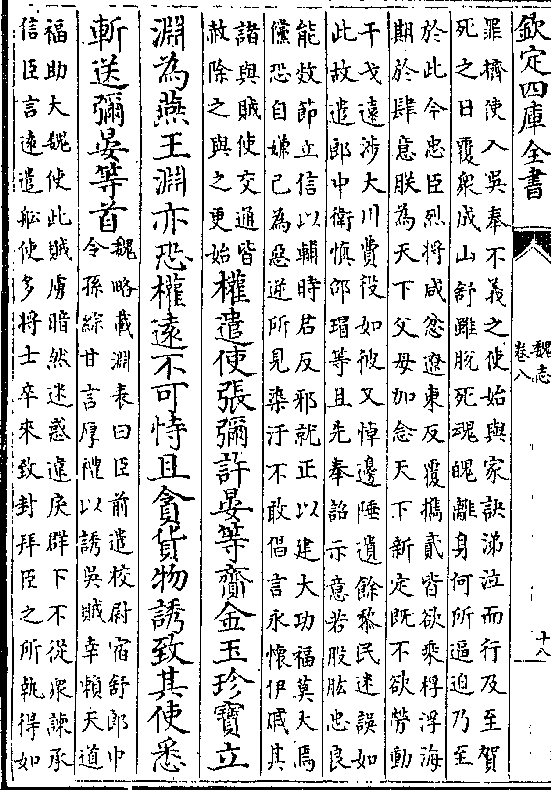 欽定四庫全書
魏志
卷八
十八
罪擠使入吳奉不義之使始與家訣涕泣而行及至賀
死之日覆衆成山舒雖脫死魂魄離身何所逼迫乃至
於此今忠臣烈將咸忿遼東反覆攜貳皆欲乘桴浮海
期於肆意朕為天下父母加念天下新定既不欲勞動
干戈遠涉大川費役如彼又悼邊陲遺餘黎民迷誤如
此故遣郎中衛慎邵瑁等且先奉詔示意若股肱忠良
能效節立信以輔時君反邪就正以建大功福莫大焉
儻恐自嫌已為惡逆所見染汙不敢倡言永懷伊戚其
諸與賊使交通皆
赦除之與之更始
權遣使張彌許晏等齎金玉珍寶立
淵為燕王淵亦恐權遠不可恃且貪貨物誘致其使悉
斬送彌晏等首
魏略載淵表曰臣前遣校尉宿舒郎中
令孫綜甘言厚禮以誘吳賊幸賴天道
福助大魏使此賊虜暗然迷惑違戾群下不從衆諫承
信臣言遠遣船使多將士卒來致封拜臣之所執得如